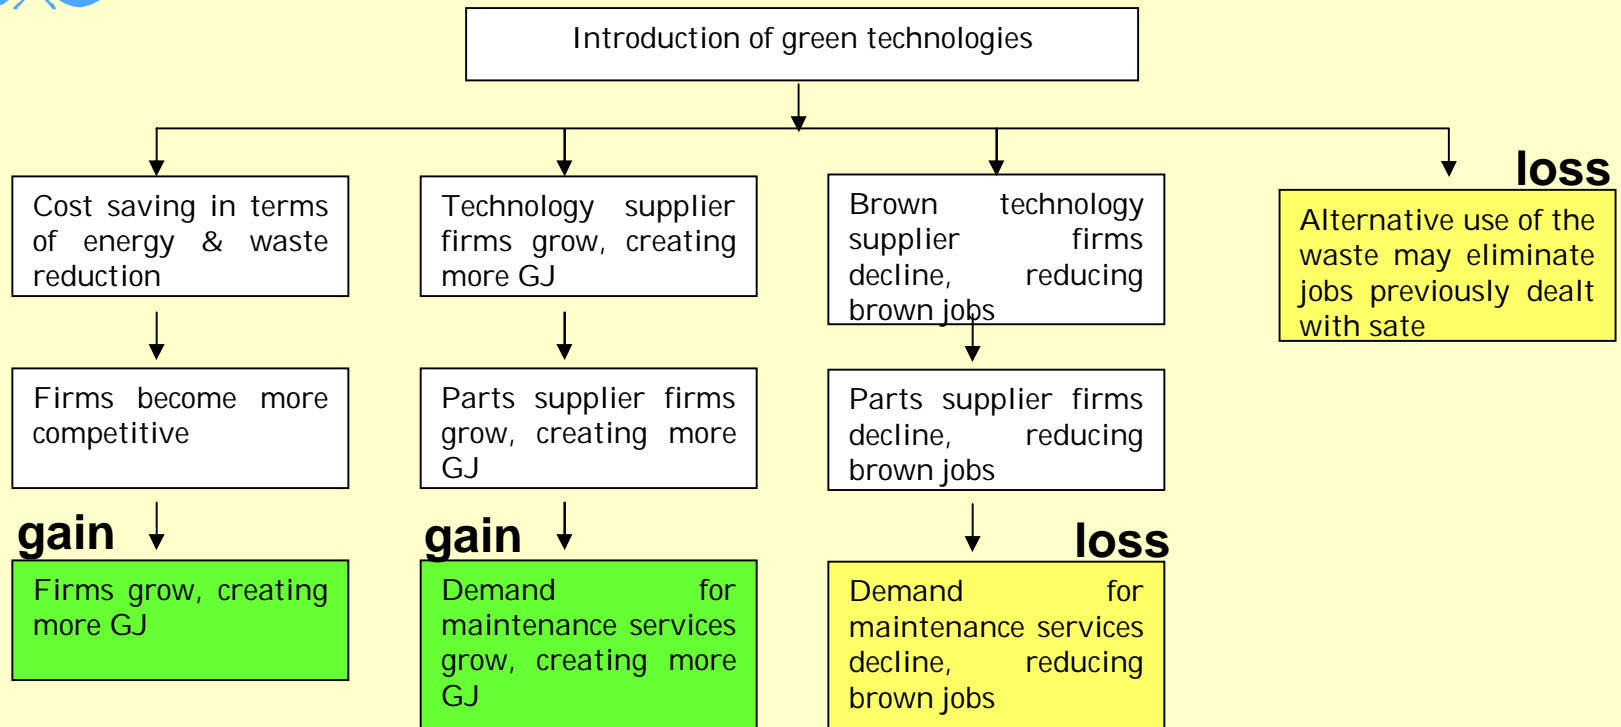 Introduction of green technologies
loss
Cost saving in terms
of energy & waste
reduction
Technology supplier
firms grow, creating
more GJ
Brown technology
supplier firms
decline, reducing
brown jobs
Alternative use of the
waste may eliminate
jobs previously dealt
with sate
Firms become more
competitive
Parts supplier firms
grow, creating more
GJ
Parts supplier firms
decline, reducing
brown jobs
gain
gain
loss
Firms grow, creating
more GJ
Demand for
maintenance services
grow, creating more
GJ
Demand for
maintenance services
decline, reducing
brown jobs